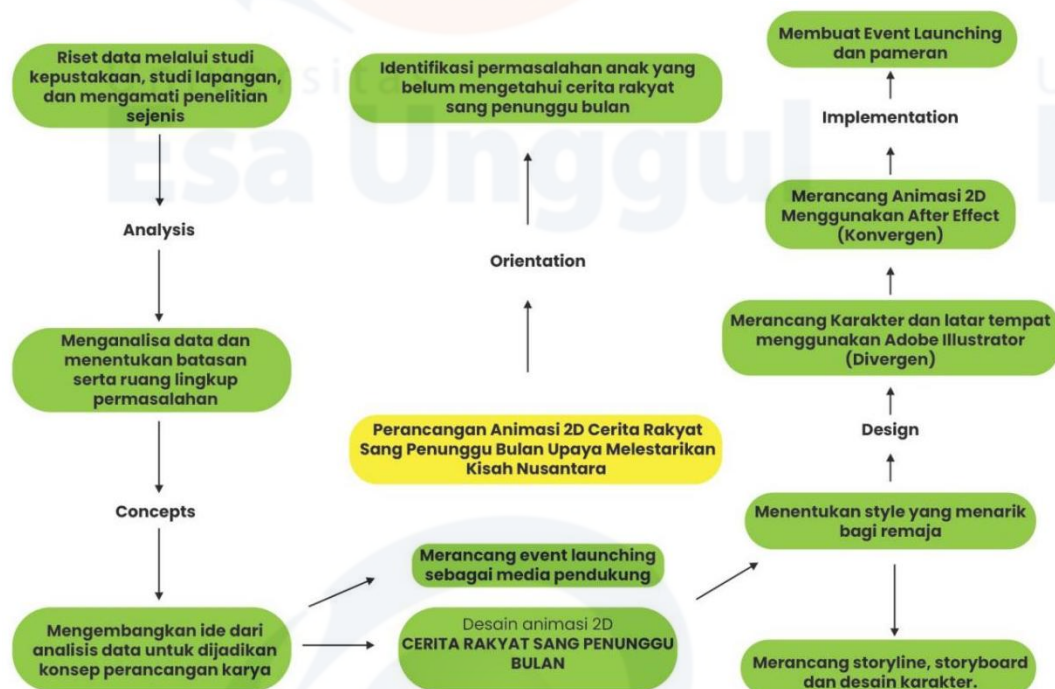 Riset data melalui studi
kepustakaan, studi lapangan,
dan mengamati penelitian
sejenis
Analysis
Menganalisa data dan
menentukan batasan
serta ruang lingkup
permasalahan
Concepts
Mengembangkan ide dari
analisis data untuk dijadikan
konsep perancangan karya
Identifikasi permasalahan anak yang
belum mengetahui cerita rakyat
sang penunggu bulan
Orientation
Perancangan Animasi 2D Cerita Rakyat
Sang Penunggu Bulan Upaya Melestarikan
Kisah Nusantara
Merancang event launching
sebagai media pendukung
Desain animasi 2D
CERITA RAKYAT SANG PENUNGGU
BULAN
Membuat Event Launching
dan pameran
Implementation
Merancang Animasi 2D
Menggunakan After Effect
(Konvergen)
Merancang Karakter dan latar tempat
menggunakan Adobe Illustrator
(Divergen)
Design
Menentukan style yang menarik
bagi remaja
Merancang storyline, storyboard
dan desain karakter.
Esa Unggul